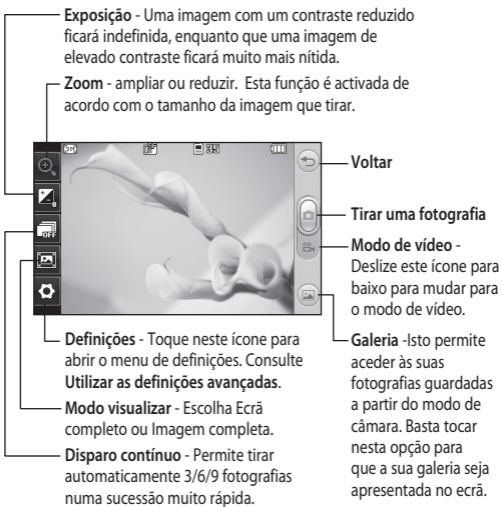 Exposição - Uma imagem com um contraste reduzido
ficará indefinida, enquanto que uma imagem de
elevado contraste ficará muito mais nítida.
Zoom - ampliar ou reduzir. Esta função é activada de
acordo com o tamanho da imagem que tirar.
3M
OFF
Voltar
Tirar uma fotografia
Modo de vídeo -
Deslize este ícone para
baixo para mudar para
o modo de vídeo.
Galeria -Isto permite
aceder às suas
fotografias guardadas
a partir do modo de
câmara. Basta tocar
nesta opção para
que a sua galeria seja
apresentada no ecrã.
Definições - Toque neste ícone para
abrir o menu de definições. Consulte
Utilizar as definições avançadas.
Modo visualizar - Escolha Ecrã
completo ou Imagem completa.
Disparo contínuo - Permite tirar
automaticamente 3/6/9 fotografias
numa sucessão muito rápida.